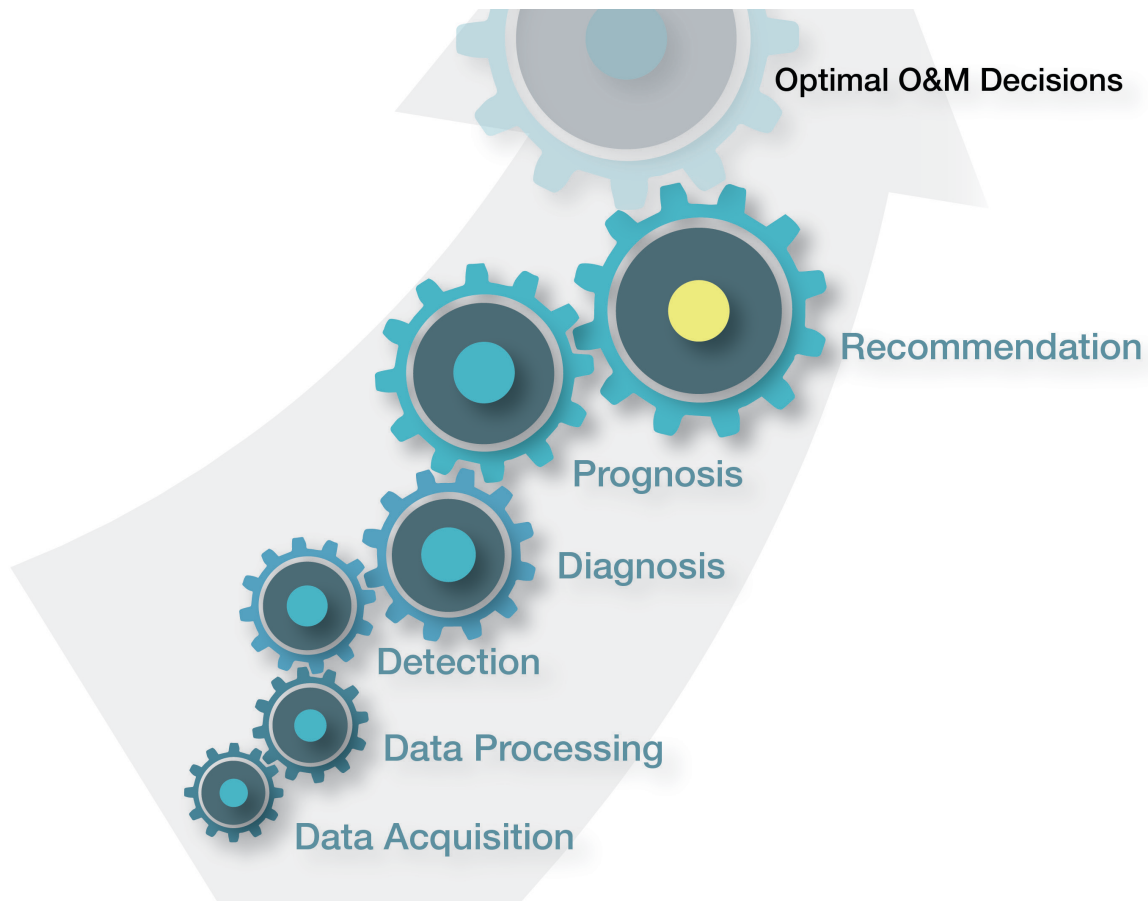 Optimal O&M Decisions
Recommendation
Prognosis
Diagnosis
Detection
Data Processing
Data Acquisition